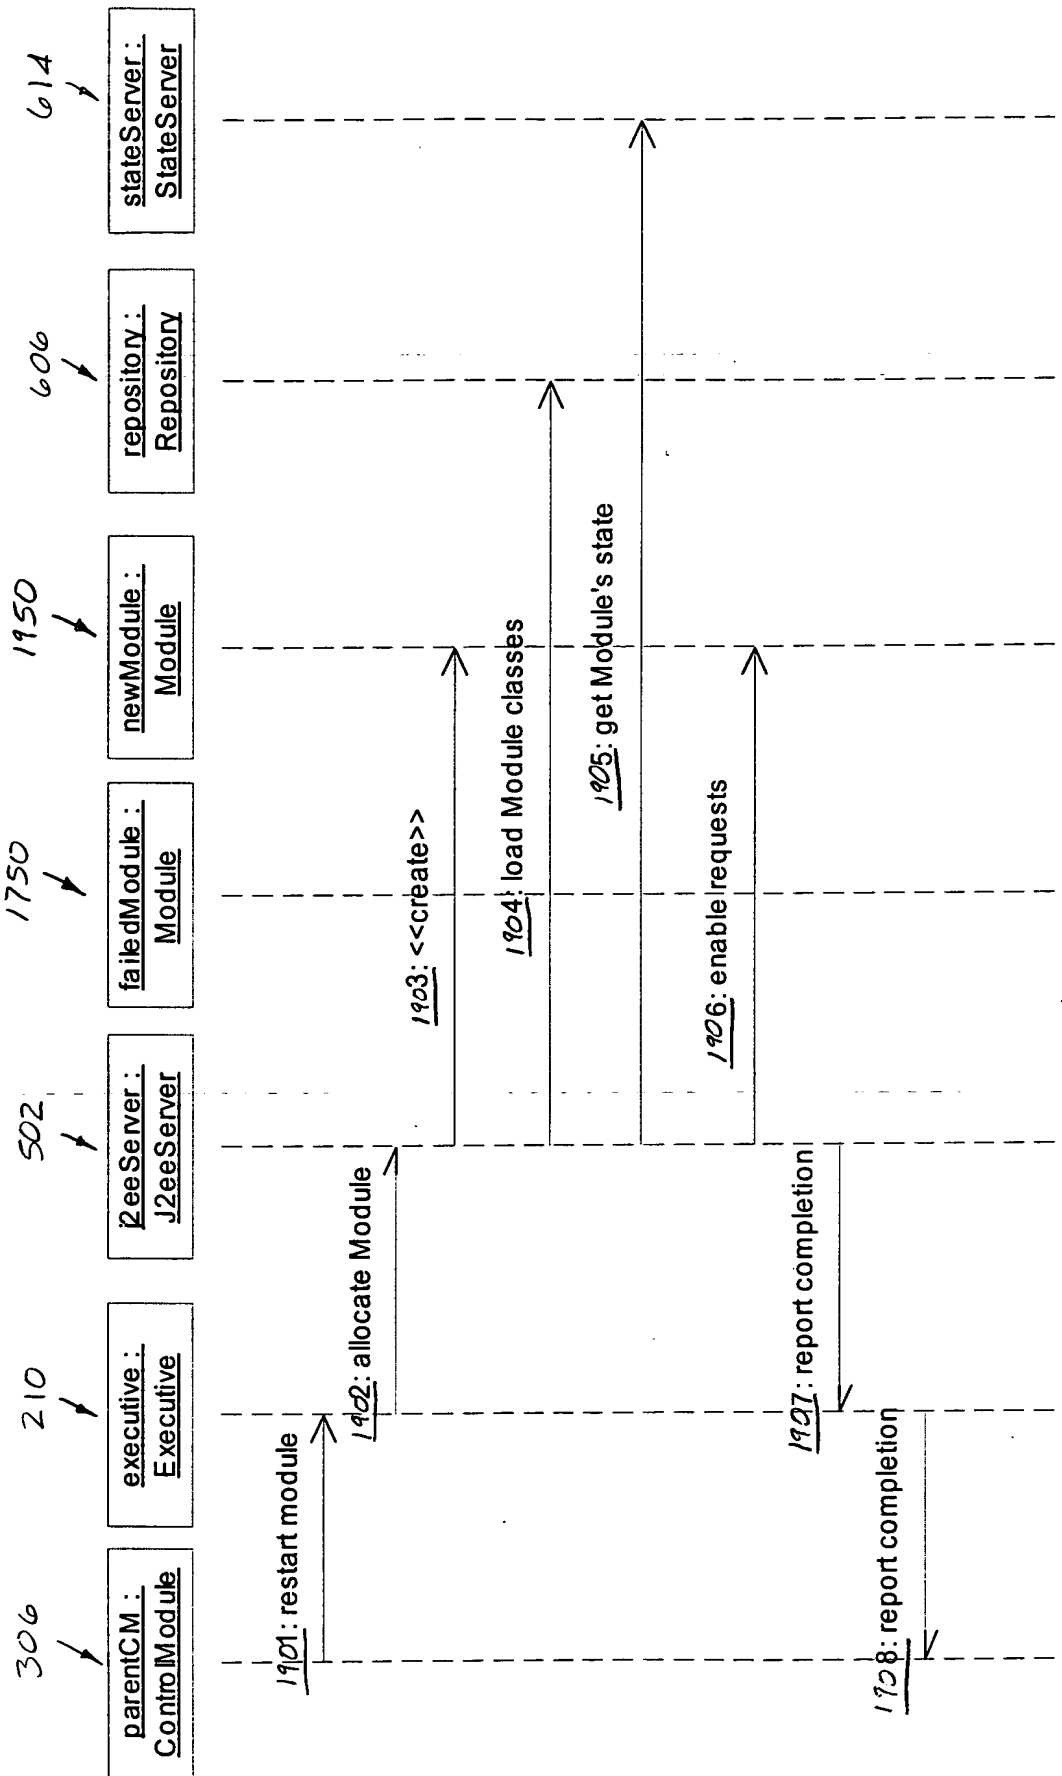 306
210
502
1750
1950
606
614
parentCM :
ControlModule
executive :
Executive
j2eeServer :
J2eeServer
failedModule :
Module
newModule :
Module
repository :
Repository
stateServer :
StateServer
1901: restart module
1902: allocate Module
1903: <<create>>
1904: load Module classes
1905: get Module's state
1906: enable requests
1907: report completion
1908: report completion